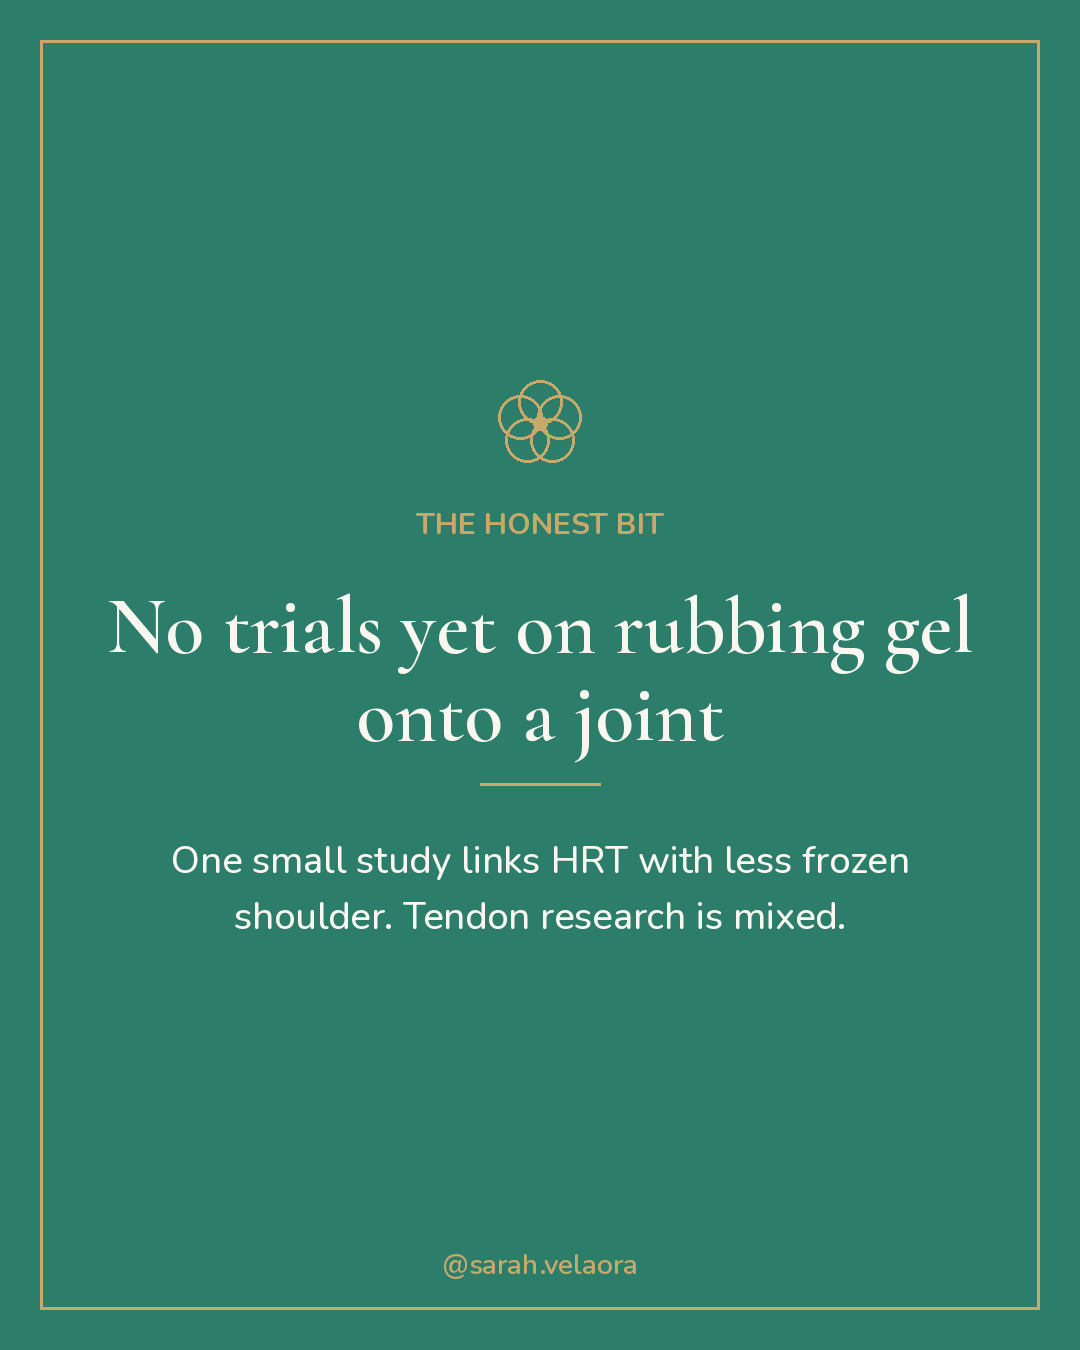 THE HONEST BIT
No trials yet on rubbing gel
onto a joint
One small study links HRT with less frozen
shoulder. Tendon research is mixed.
@sarah.velaora